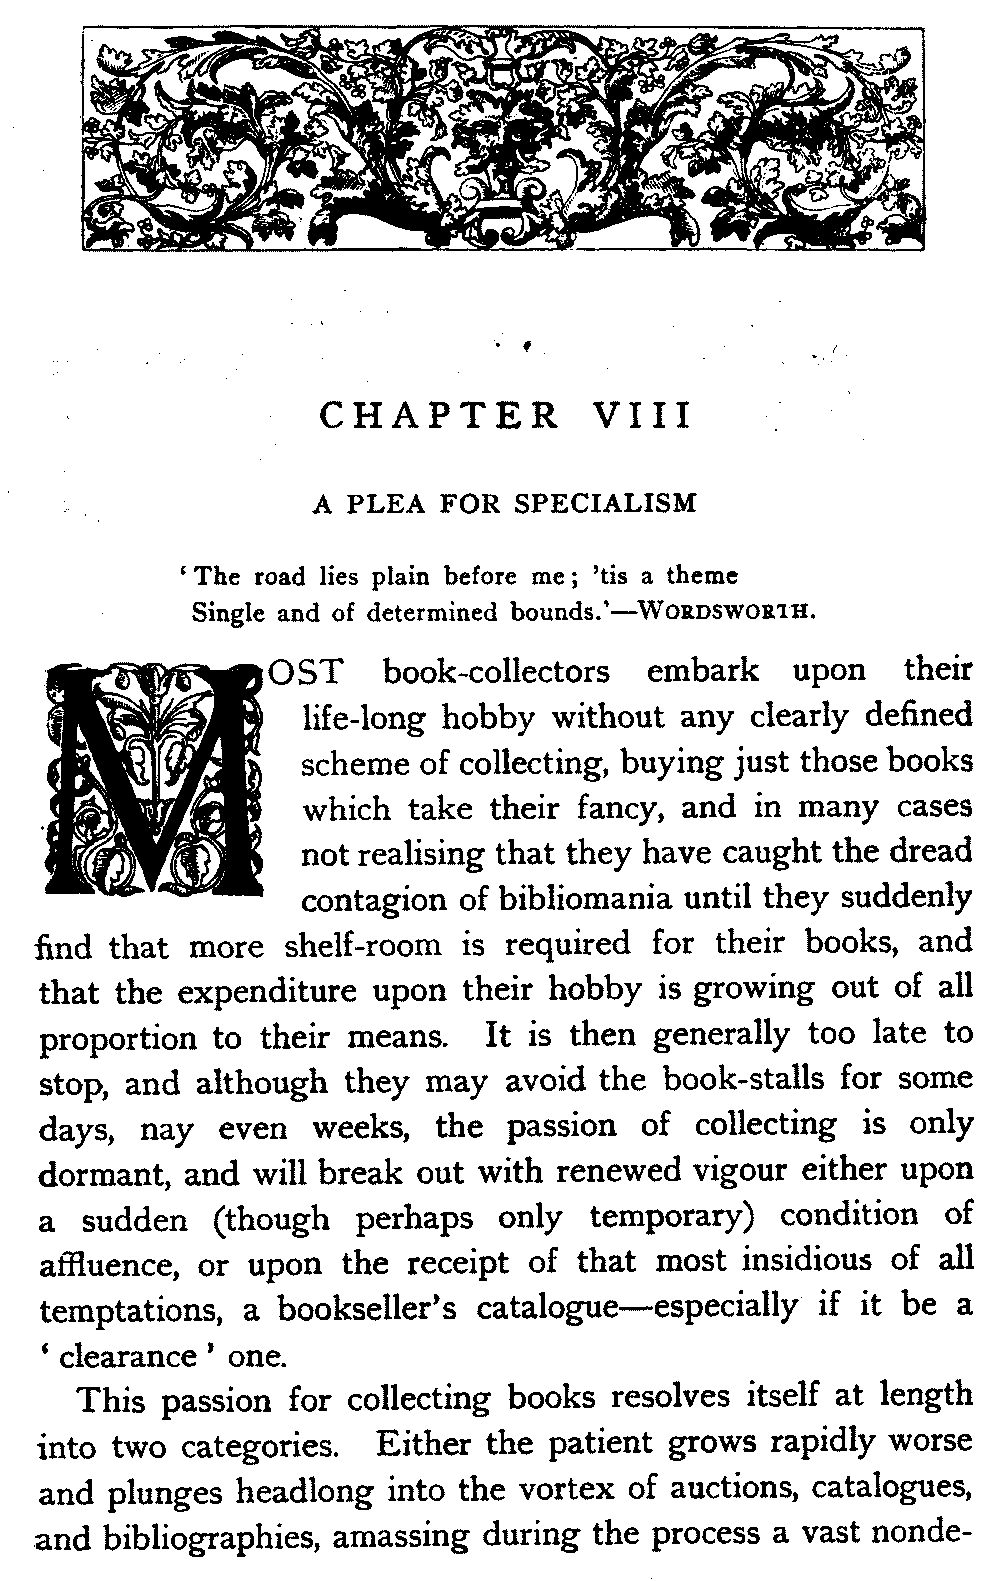 CHAPTER VIII
A PLEA FOR SPECIALISM
‘ The road lies plain before me ; ’tis a theme
Single and of determined bounds.’—WORDSWORTH.
MOST book-collectors embark upon their
life-long hobby without any clearly defined
scheme of collecting, buying just those books
which take their fancy, and in many cases
not realising that they have caught the dread
contagion of bibliomania until they suddenly
find that more shelf-room is required for their books, and
that the expenditure upon their hobby is growing out of all
proportion to their means. It is then generally too late to
stop, and although they may avoid the book-stalls for some
days, nay even weeks, the passion of collecting is only
dormant, and will break out with renewed vigour either upon
a sudden (though perhaps only temporary) condition of
affluence, or upon the receipt of that most insidious of all
temptations, a bookseller’s catalogue—especially if it be a
‘ clearance ’ one.
This passion for collecting books resolves itself at length
into two categories. Either the patient grows rapidly worse
and plunges headlong into the vortex of auctions, catalogues,
and bibliographies, amassing during the process a vast nonde-